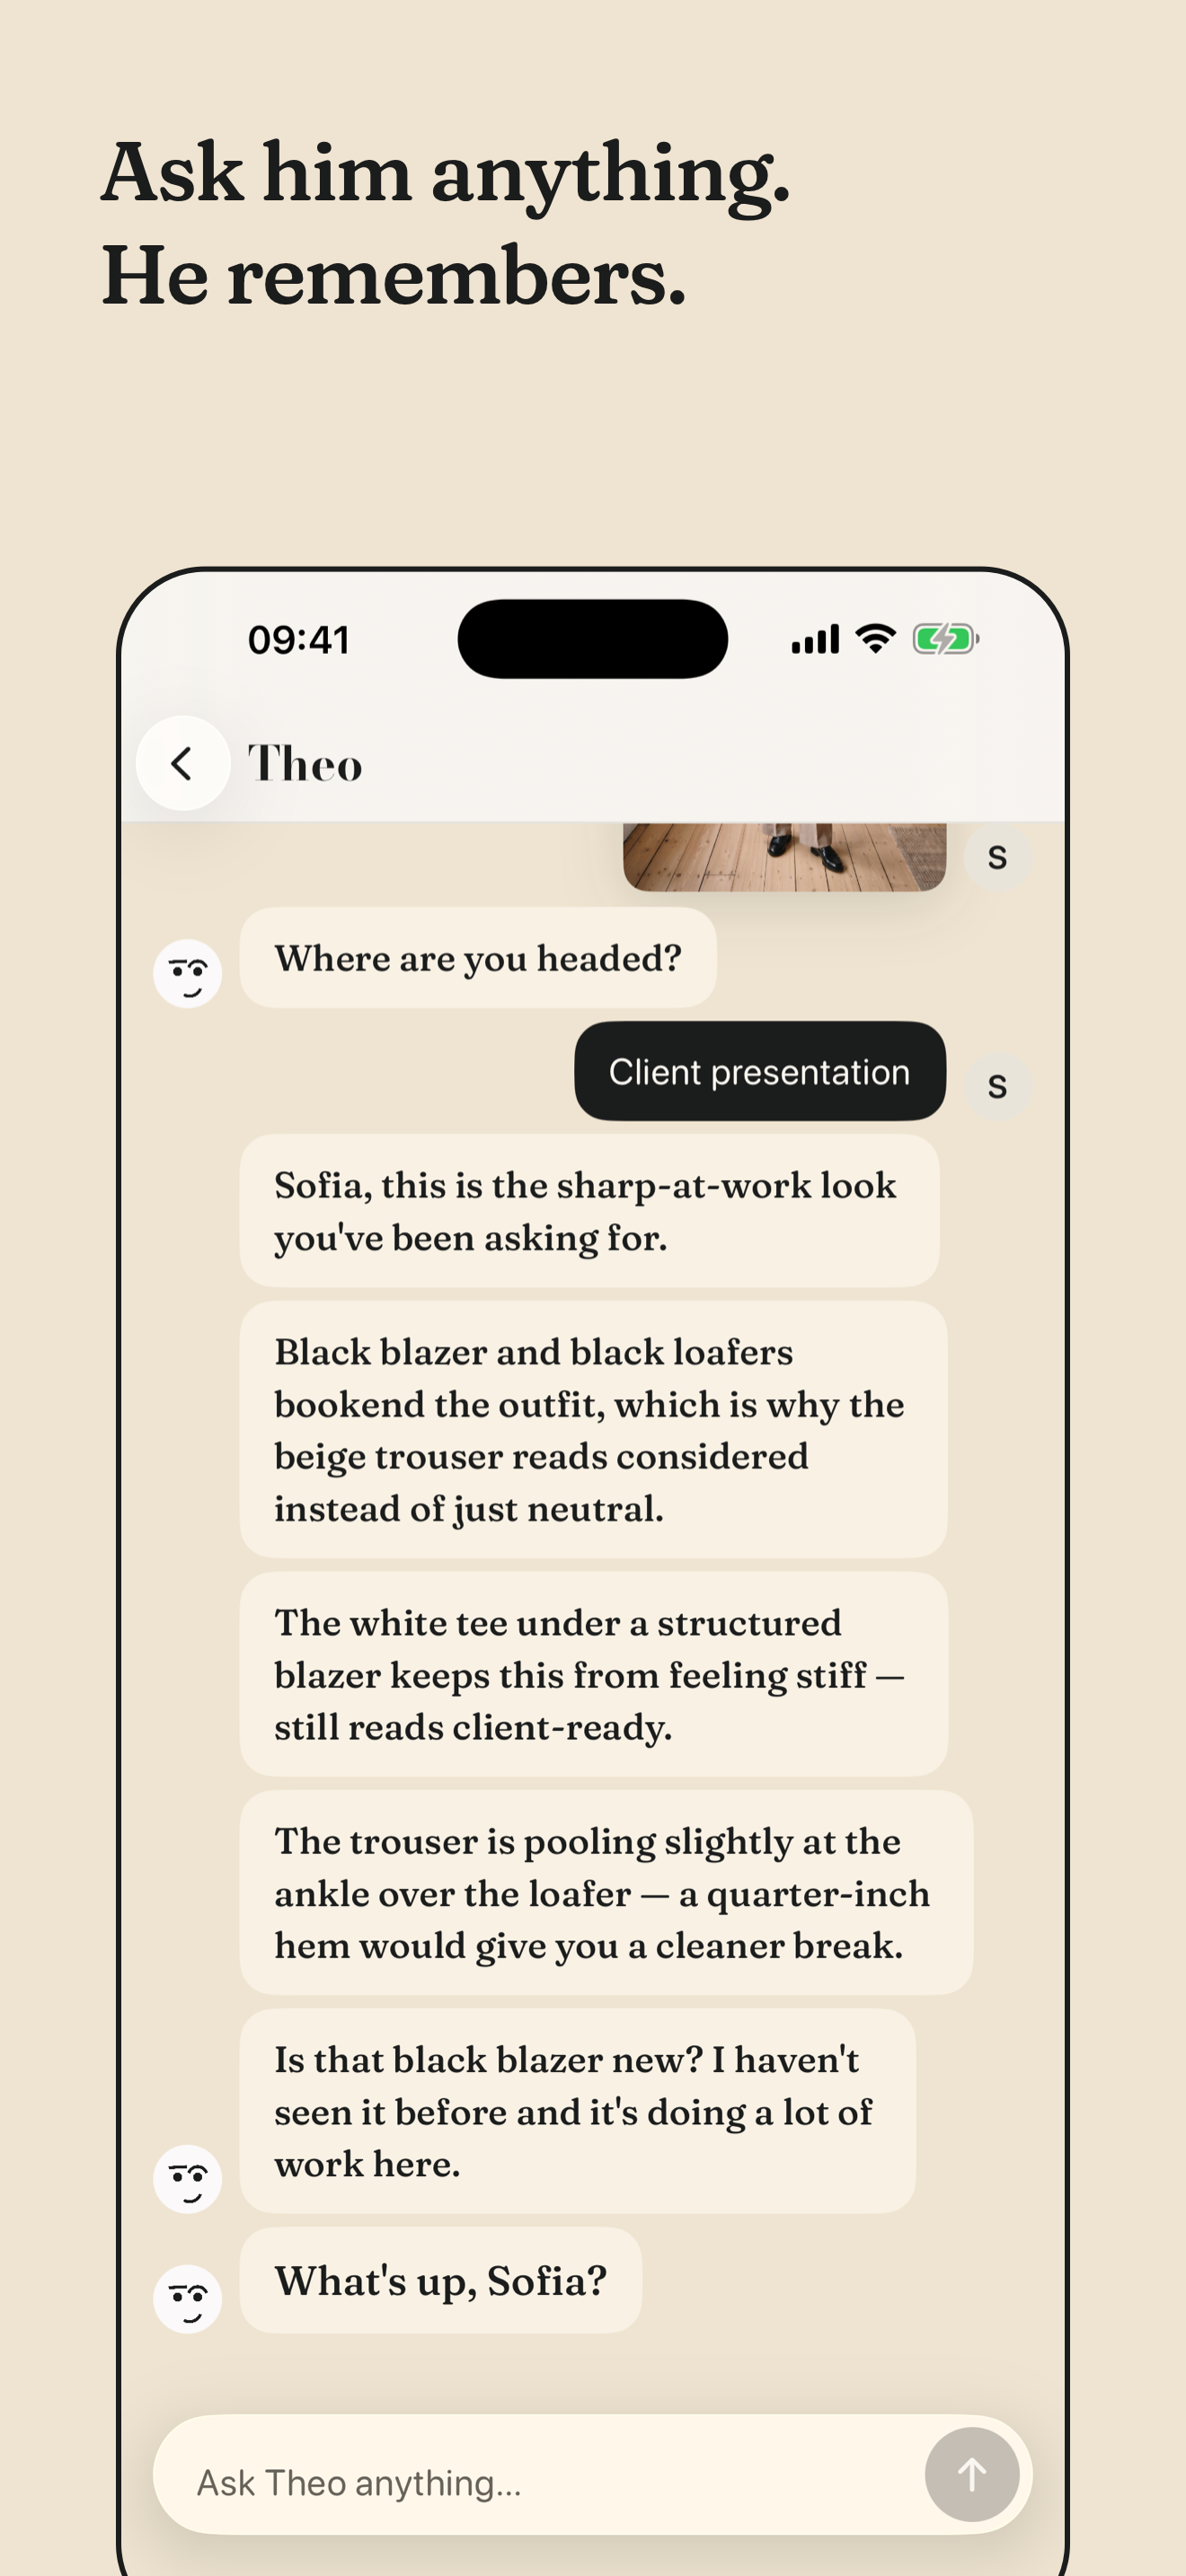 Ask him anything.
He remembers.
09:41
Theo
S
Where are you headed?
Client presentation
S
Sofia, this is the sharp-at-work look
you've been asking for.
Black blazer and black loafers
bookend the outfit, which is why the
beige trouser reads considered
instead of just neutral.
The white tee under a structured
blazer keeps this from feeling stiff —
still reads client-ready.
The trouser is pooling slightly at the
ankle over the loafer — a quarter-inch
hem would give you a cleaner break.
Is that black blazer new? I haven't
seen it before and it's doing a lot of
work here.
What's up, Sofia?
Ask Theo anything...